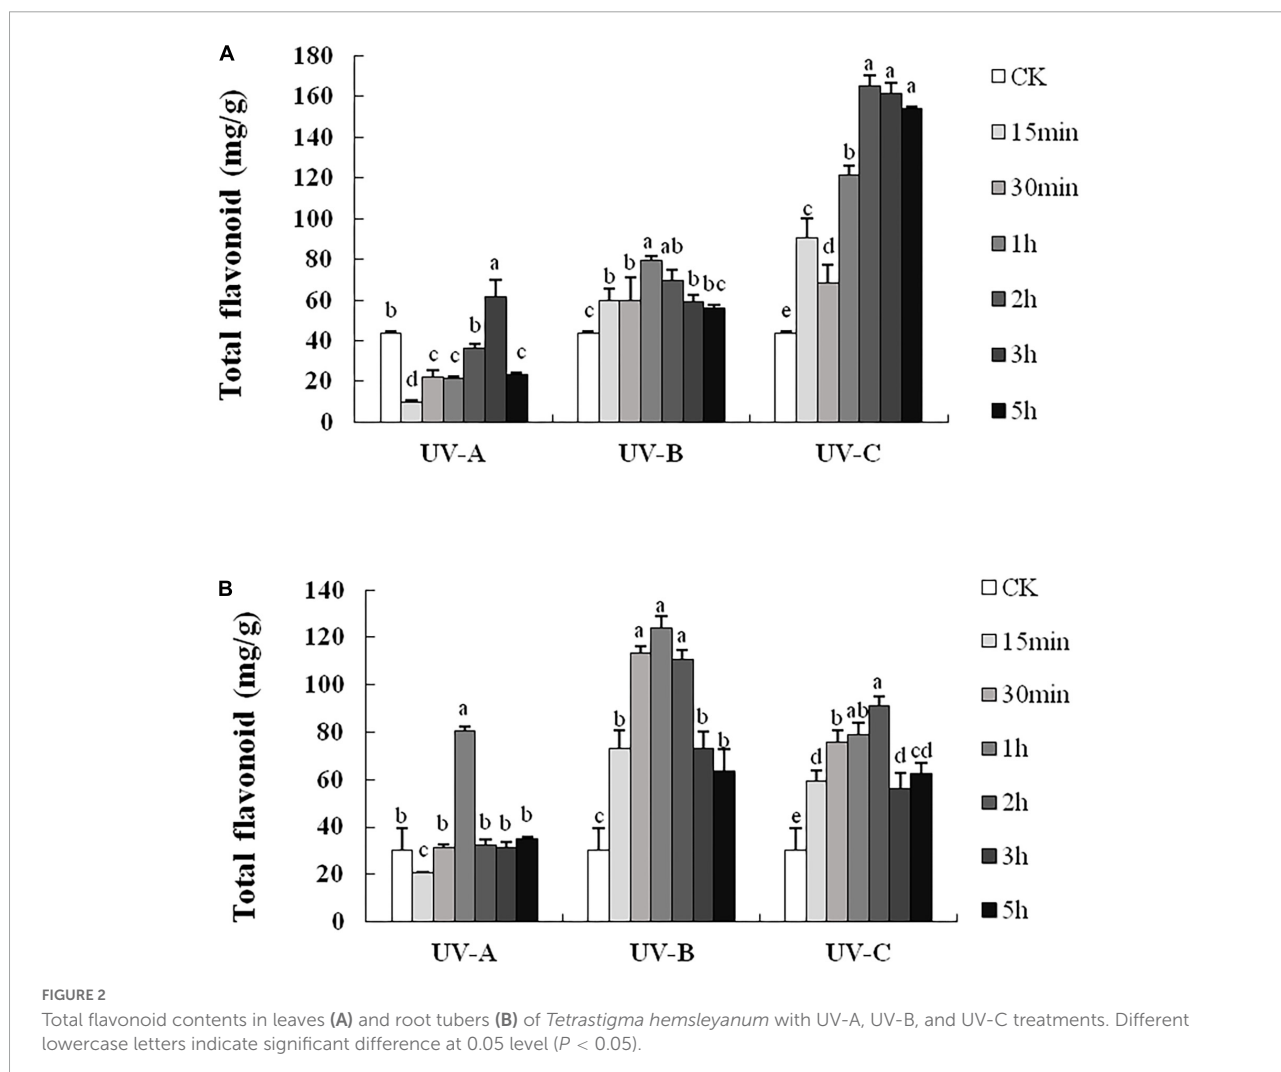 A
Total flavonoid (mg/g)
180
160
140
120
100
80
60
40
20
0
b
d
c
c
b
a
c
c
b
b
a
ab
b
bc
e
c
d
b
a
a
a
UV-A
UV-B
UV-C
CK
15min
30min
1h
2h
3h
5h
B
Total flavonoid (mg/g)
140
120
100
80
60
40
20
0
b
c
b
a
b
b
b
c
b
a
a
a
b
b
e
d
b
ab
a
d
cd
UV-A
UV-B
UV-C
CK
15min
30min
1h
2h
3h
5h
FIGURE 2
Total flavonoid contents in leaves (A) and root tubers (B) of Tetrastigma hemsleyanum with UV-A, UV-B, and UV-C treatments. Different
lowercase letters indicate significant difference at 0.05 level (P < 0.05).